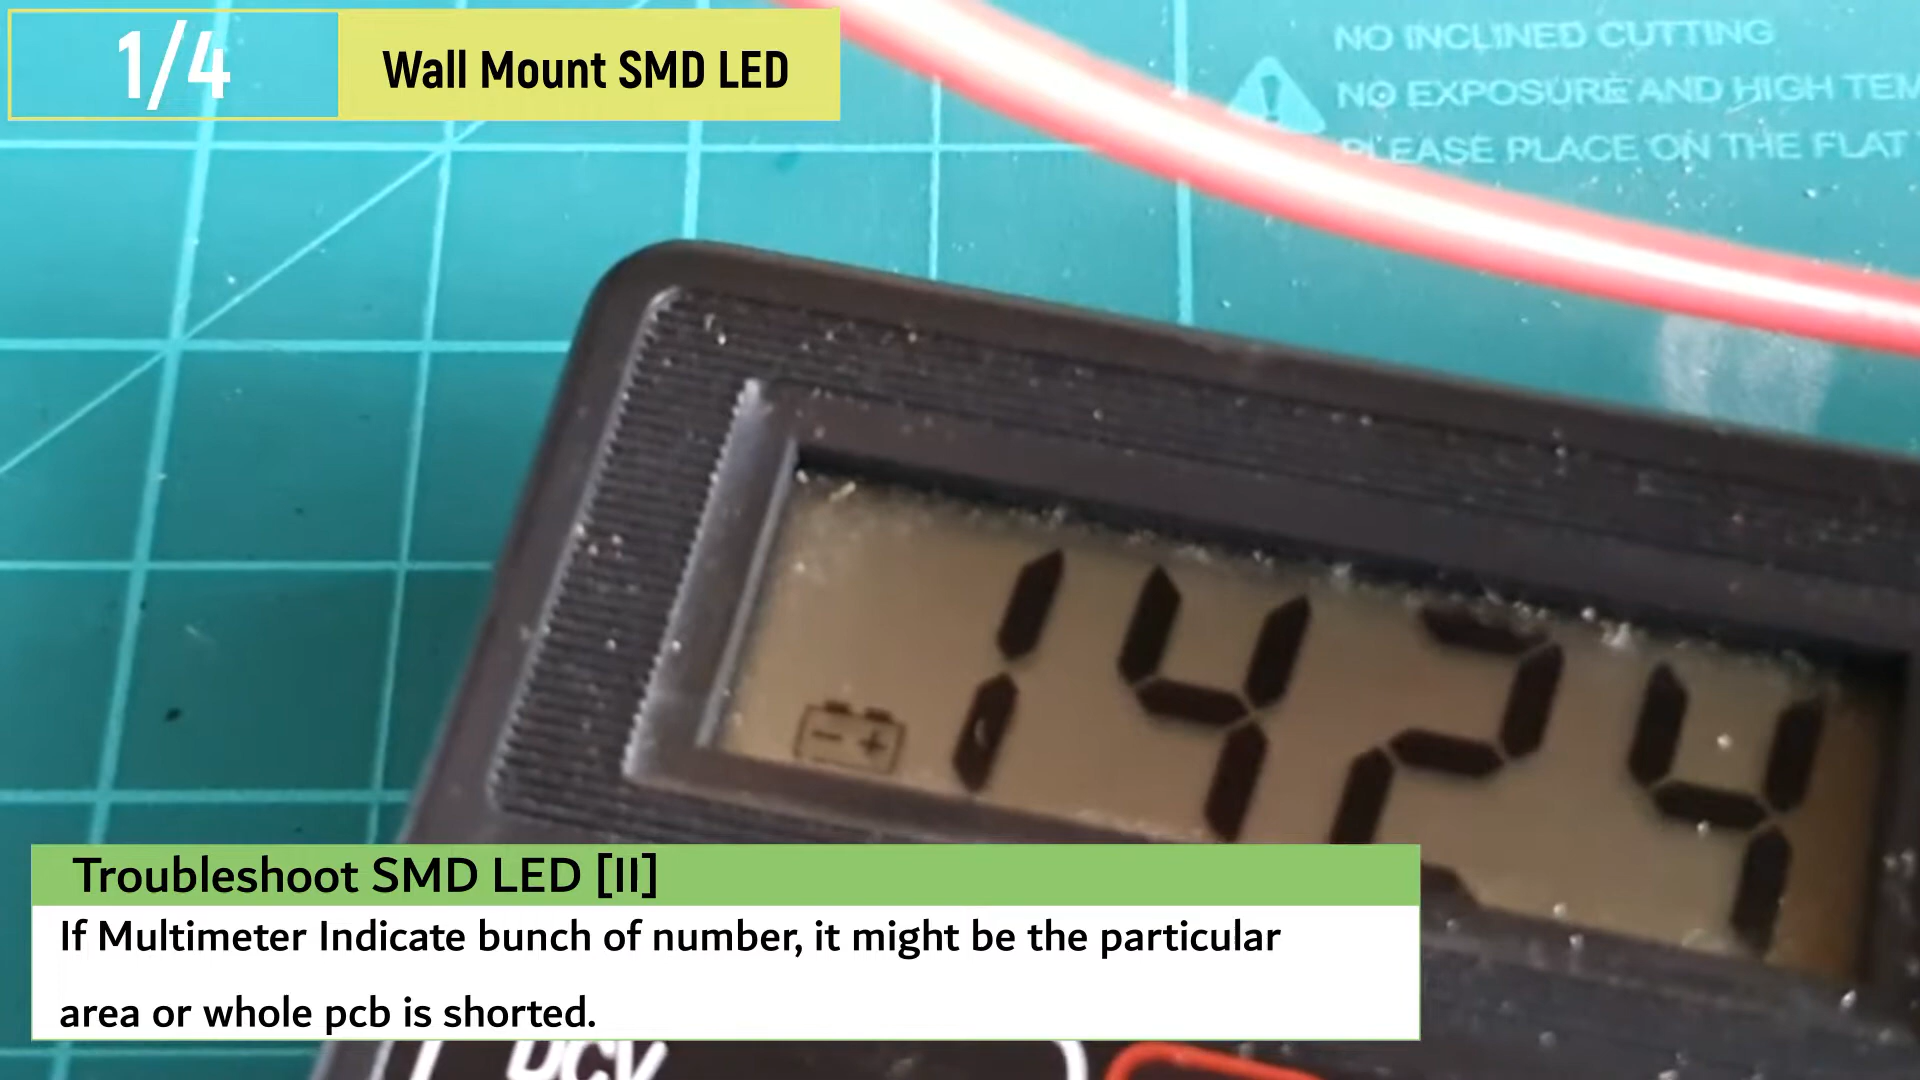 1/4
Wall Mount SMD LED
NO INCLINED CUTTING
NO EXPOSURE AND HIGH TEM
PLEASE PLACE ON THE FLAT
1424
Troubleshoot SMD LED [II]
If Multimeter Indicate bunch of number, it might be the particular
area or whole pcb is shorted.
DCV